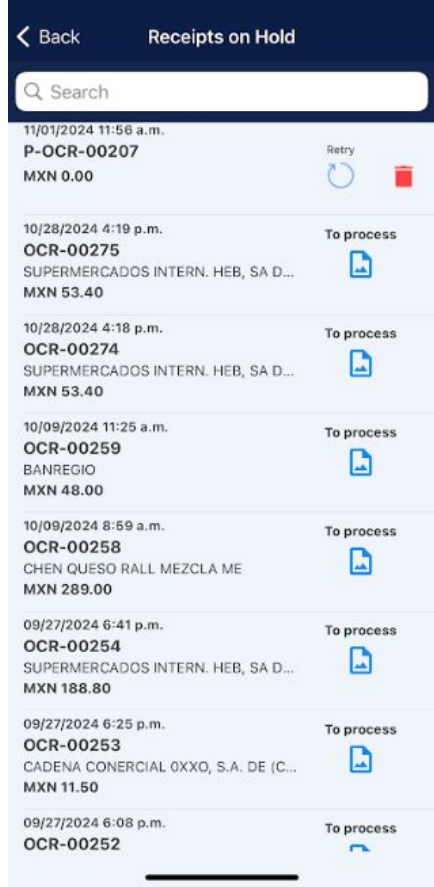 Back Receipts on Hold
Search
11/01/2024 11:56 a.m.
P-OCR-00207 Retry
MXN 0.00
10/28/2024 4:19 p.m. To process
OCR-00275
SUPERMERCADOS INTERN. HEB, SA D...
MXN 53.40
10/28/2024 4:18 p.m. To process
OCR-00274
SUPERMERCADOS INTERN. HEB, SA D...
MXN 53.40
10/09/2024 11:25 a.m. To process
OCR-00259
BANREGIO
MXN 48.00
10/09/2024 8:59 a.m. To process
OCR-00258
CHEN QUESO RALL MEZCLA ME
MXN 289.00
09/27/2024 6:41 p.m. To process
OCR-00254
SUPERMERCADOS INTERN. HEB, SA D...
MXN 188.80
09/27/2024 6:25 p.m. To process
OCR-00253
CADENA CONERCIAL 0XXO, S.A. DE (C...
MXN 11.50
09/27/2024 6:08 p.m. To process
OCR-00252